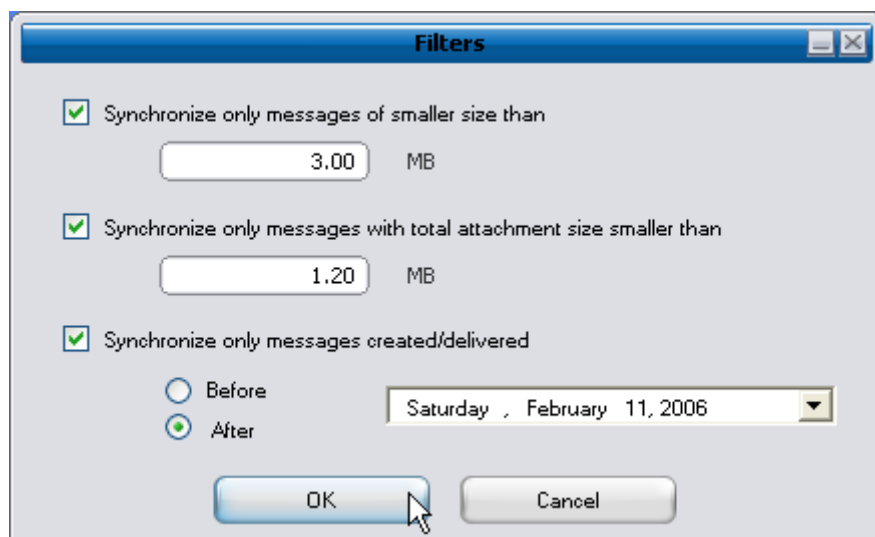 Filters
Synchronize only messages of smaller size than
3.00 MB
Synchronize only messages with total attachment size smaller than
1.20 MB
Synchronize only messages created/delivered
Before
Saturday , February 11, 2006
After
OK Cancel